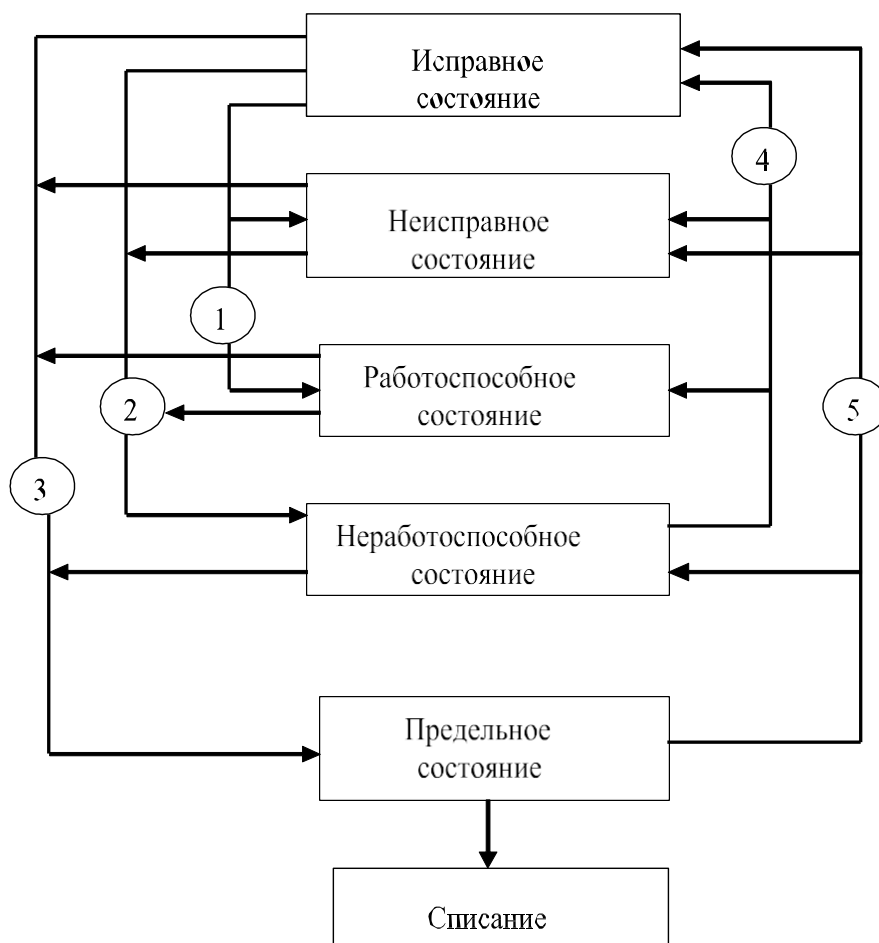 Исправное
состояние
4
Неисправное
состояние
1
Работоспособное
состояние
2
5
3
Неработоспособное
состояние
Предельное
состояние
Списание